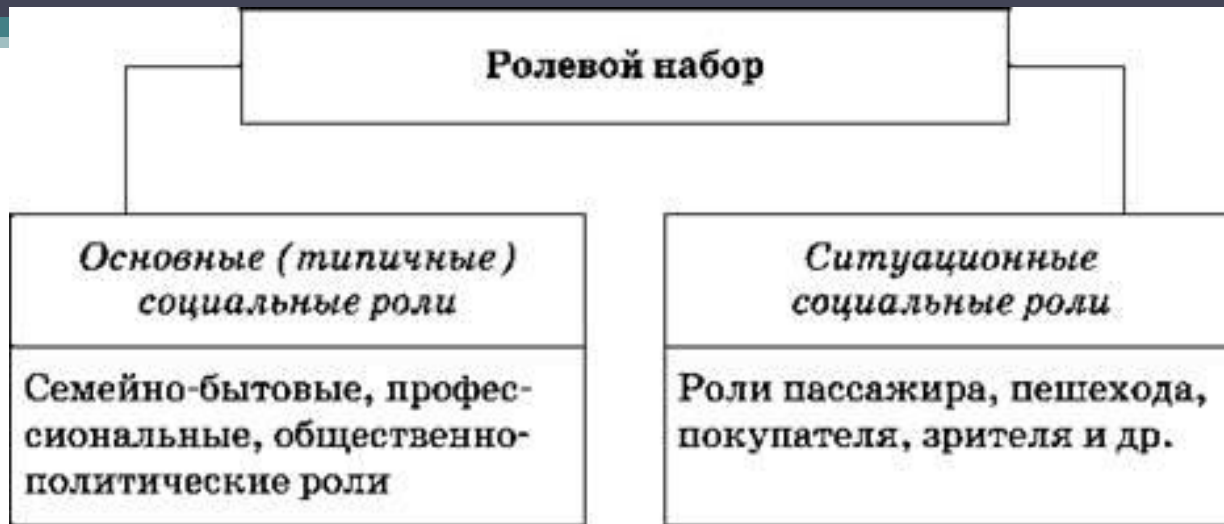 Ролевой набор
Основные (типичные)
социальные роли
Семейно-бытовые, профес-
сиональные, общественно-
политические роли
Ситуационные
социальные роли
Роли пассажира, пешехода,
покупателя, зрителя и др.